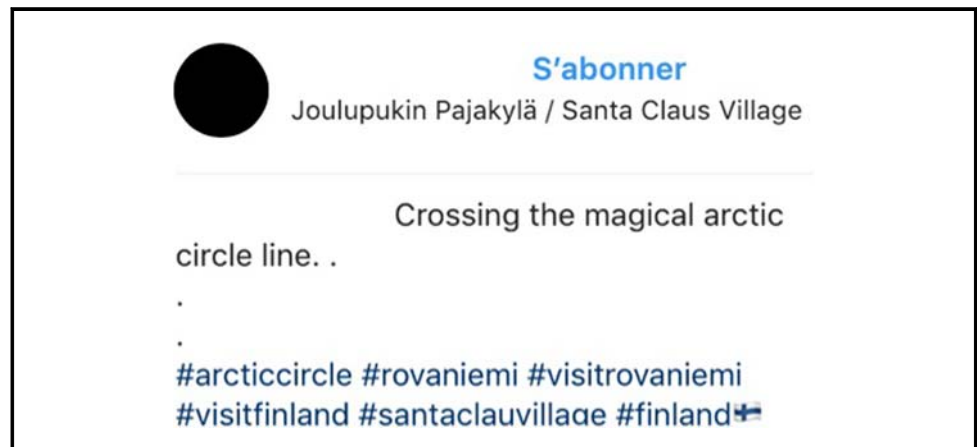 S'abonner
Joulupukin Pajakylä / Santa Claus Village
Crossing the magical arctic
circle line. .
.
.
#arcticcircle #rovaniemi #visitrovaniemi
#visitfinland #santaclauvillage #finland🇫🇮